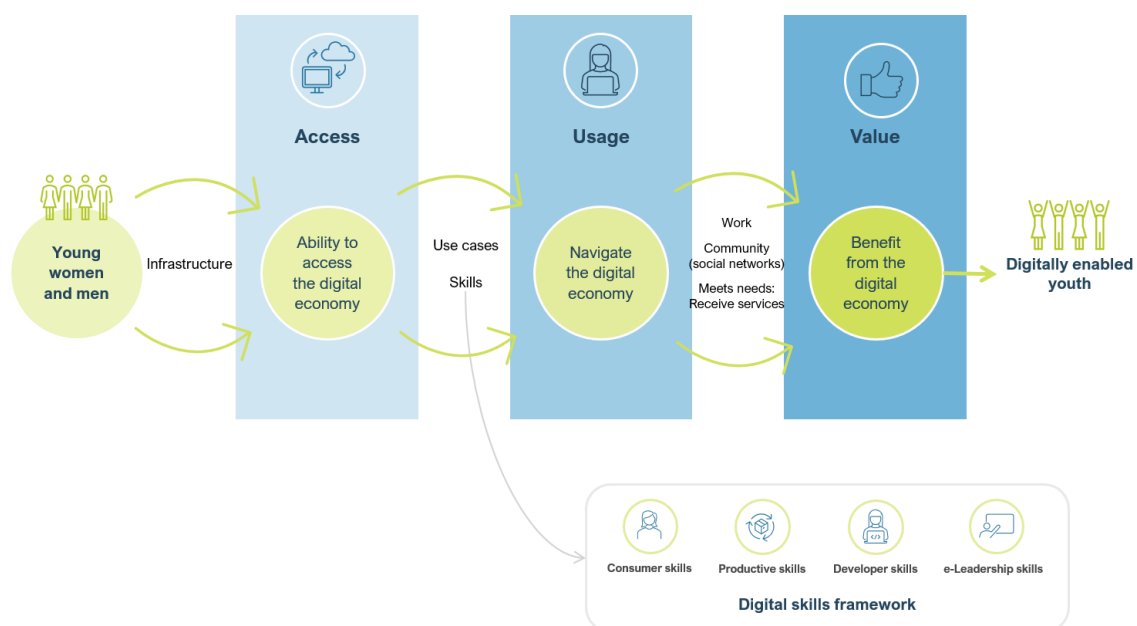 Access
Usage
Value
Young
women
and men
Infrastructure
Ability to
access
the digital
economy
Use cases
Skills
Navigate
the digital
economy
Work
Community
(social networks)
Meets needs:
Receive services
Benefit
from the
digital
economy
Digitally enabled
youth
Consumer skills
Productive skills
Developer skills
e-Leadership skills
Digital skills framework